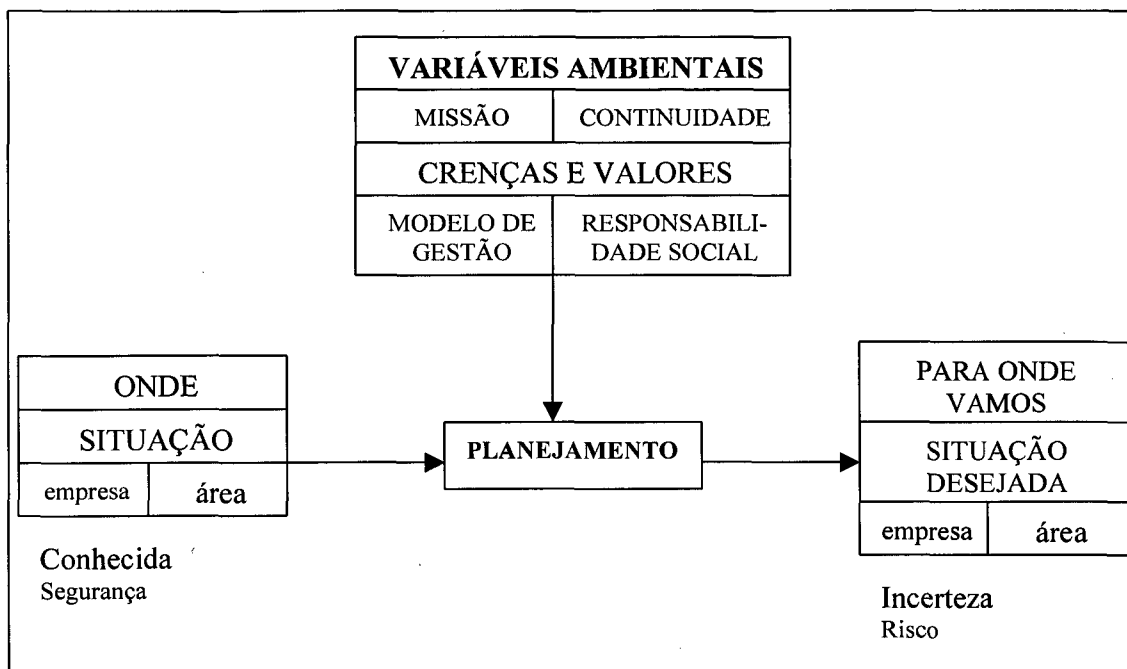 VARIÁVEIS AMBIENTAIS
MISSÃO
CONTINUIDADE
CRENÇAS E VALORES
MODELO DE
GESTÃO
RESPONSABILI-
DADE SOCIAL
ONDE
SITUAÇÃO
empresa
área
Conhecida
Segurança
PLANEJAMENTO
PARA ONDE
VAMOS
SITUAÇÃO
DESEJADA
empresa
área
Incerteza
Risco